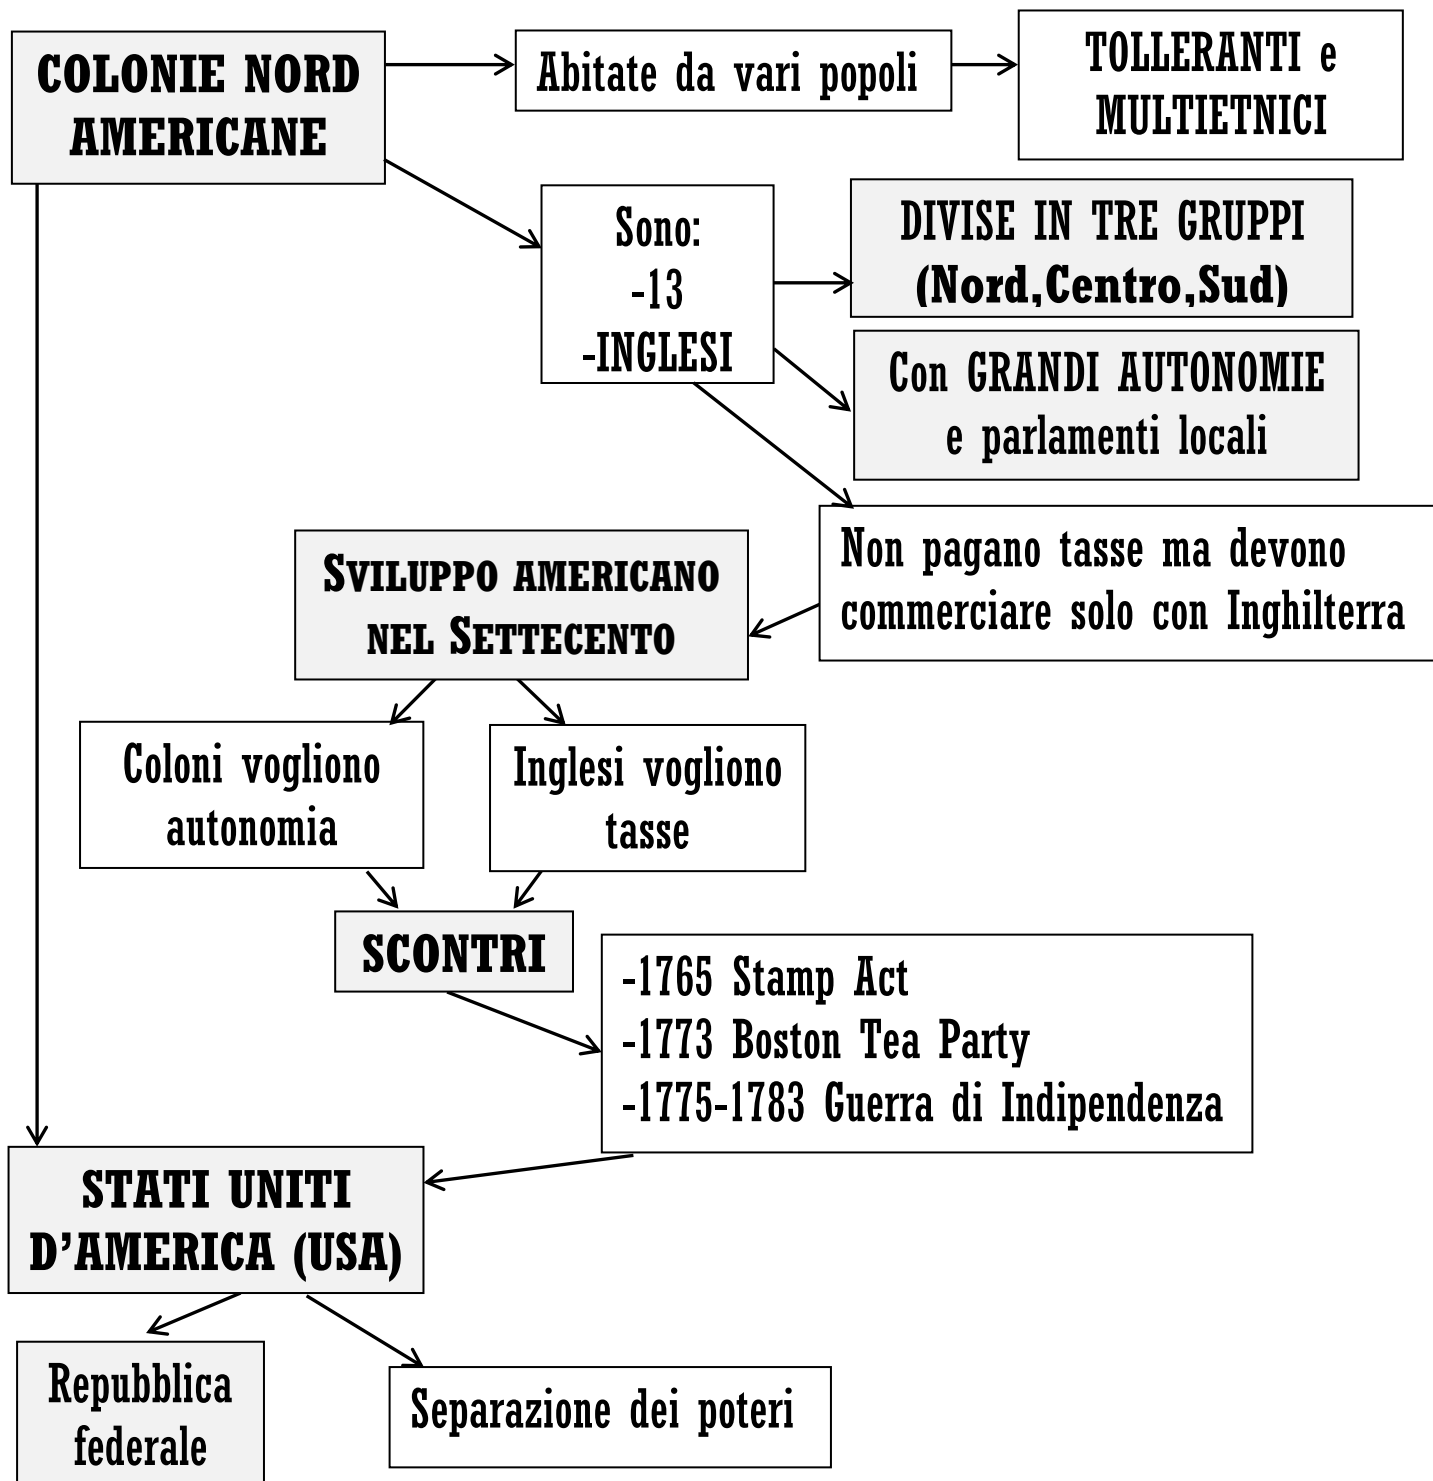 COLONIE NORD
AMERICANE
Abitate da vari popoli
TOLLERANTI e
MULTIETNICI
Sono:
-13
-INGLESI
DIVISE IN TRE GRUPPI
(Nord,Centro,Sud)
Con GRANDI AUTONOMIE
e parlamenti locali
Non pagano tasse ma devono
commerciare solo con Inghilterra
SVILUPPO AMERICANO
NEL SETTECENTO
Coloni vogliono
autonomia
Inglesi vogliono
tasse
SCONTRI
-1765 Stamp Act
-1773 Boston Tea Party
-1775-1783 Guerra di Indipendenza
STATI UNITI
D’AMERICA (USA)
Repubblica
federale
Separazione dei poteri